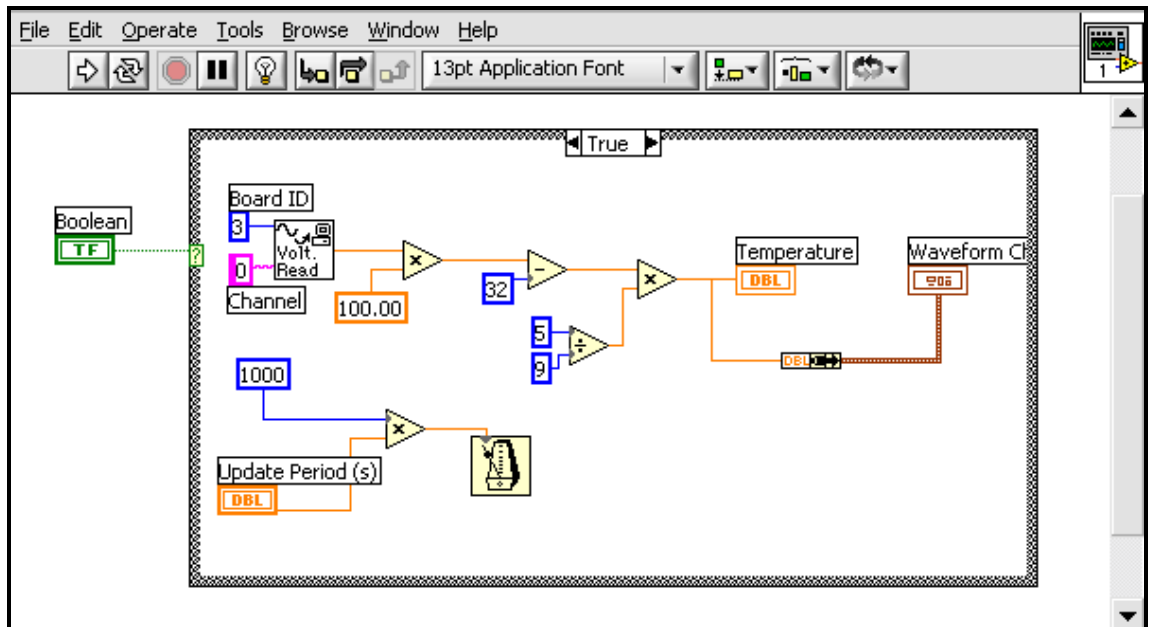 File Edit Operate Tools Browse Window Help
13pt Application Font
1
True
Board ID
3
Volt.
Read
0
Channel
100.00
Boolean
TF
?
32
5
9
Temperature
DBL
Waveform Ch
DBL
1000
Update Period (s)
DBL